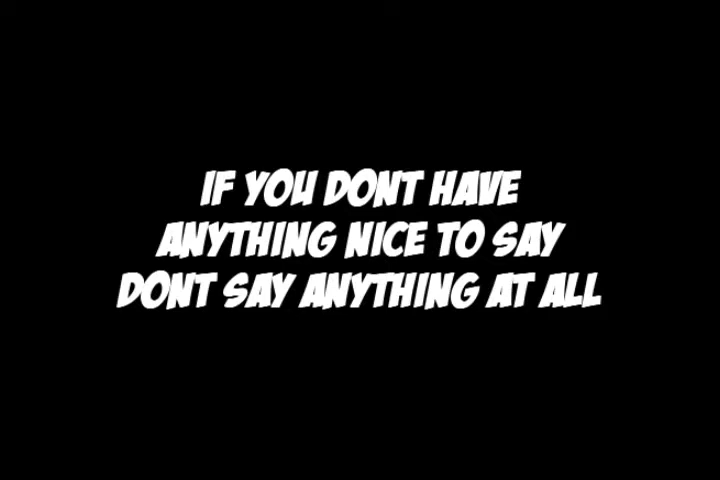 IF YOU DONT HAVE
ANYTHING NICE TO SAY
DONT SAY ANYTHING AT ALL